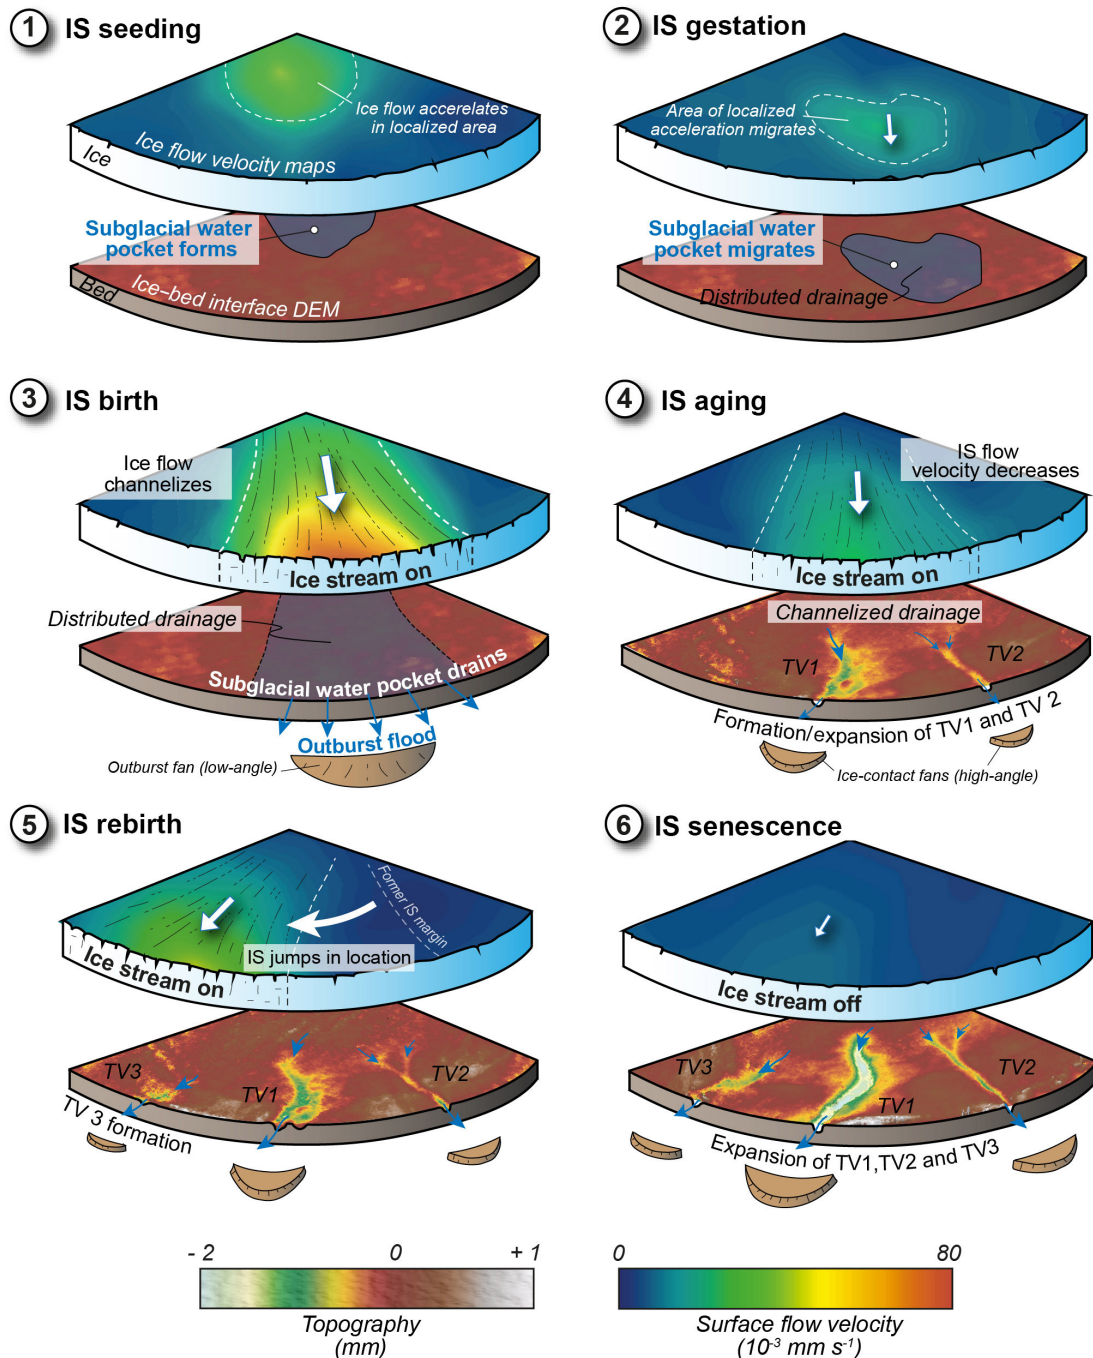 1 IS seeding
Ice flow accerelates
in localized area
Ice flow velocity maps
Ice
Subglacial water
pocket forms
Ice–bed interface DEM
Bed
2 IS gestation
Area of localized
acceleration migrates
Subglacial water
pocket migrates
Distributed drainage
3 IS birth
Ice flow
channelizes
Ice stream on
Distributed drainage
Subglacial water pocket drains
Outburst flood
Outburst fan (low-angle)
4 IS aging
IS flow
velocity decreases
Ice stream on
Channelized drainage
TV1
TV2
Formation/expansion of TV1 and TV 2
Ice-contact fans (high-angle)
5 IS rebirth
Former IS margin
IS jumps in location
Ice stream on
TV3
TV1
TV2
TV 3 formation
6 IS senescence
Ice stream off
TV3
TV1
TV2
Expansion of TV1,TV2 and TV3
- 2 0 + 1
Topography
(mm)
0 80
Surface flow velocity
(10⁻³ mm s⁻¹)